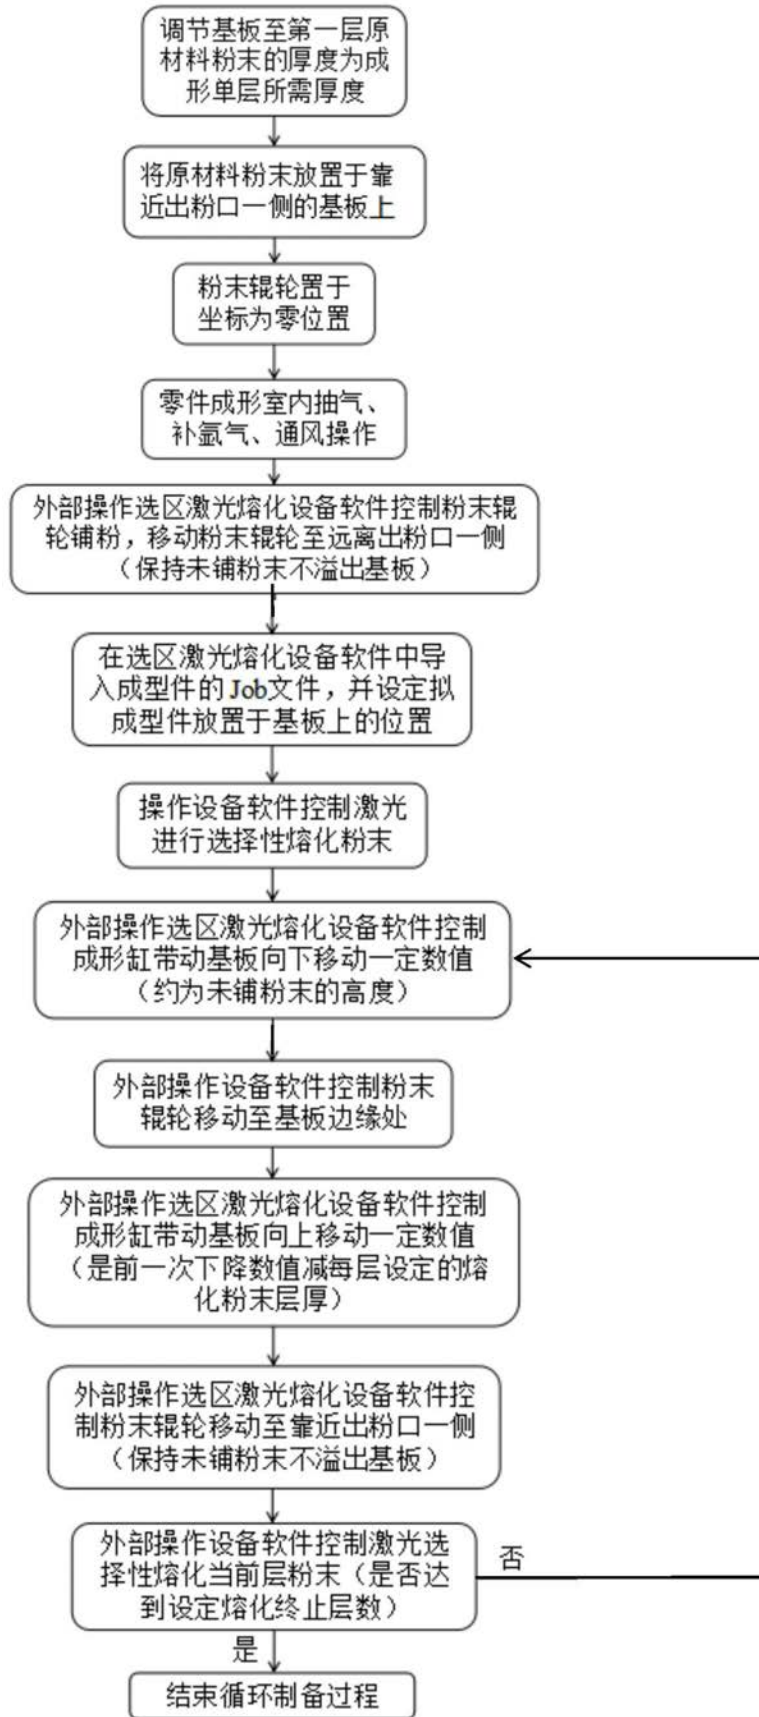 调节基板至第一层原
材料粉末的厚度为成
形单层所需厚度
将原材料粉末放置于靠
近出粉口一侧的基板上
粉末辊轮置于
坐标为零位置
零件成形室内抽气、
补氩气、通风操作
外部操作选区激光熔化设备软件控制粉末辊
轮铺粉，移动粉末辊轮至远离出粉口一侧
（保持未铺粉末不溢出基板）
在选区激光熔化设备软件中导
入成型件的Job文件，并设定拟
成型件放置于基板上的位置
操作设备软件控制激光
进行选择性熔化粉末
外部操作选区激光熔化设备软件控制
成形缸带动基板向下移动一定数值
（约为未铺粉末的高度）
外部操作设备软件控制粉末
辊轮移动至基板边缘处
外部操作选区激光熔化设备软件控制
成形缸带动基板向上移动一定数值
（是前一次下降数值减每层设定的熔
化粉末层厚）
外部操作选区激光熔化设备软件控
制粉末辊轮移动至靠近出粉口一侧
（保持未铺粉末不溢出基板）
外部操作设备软件控制激光选
择性熔化当前层粉末（是否达
到设定熔化终止层数）
否
是
结束循环制备过程